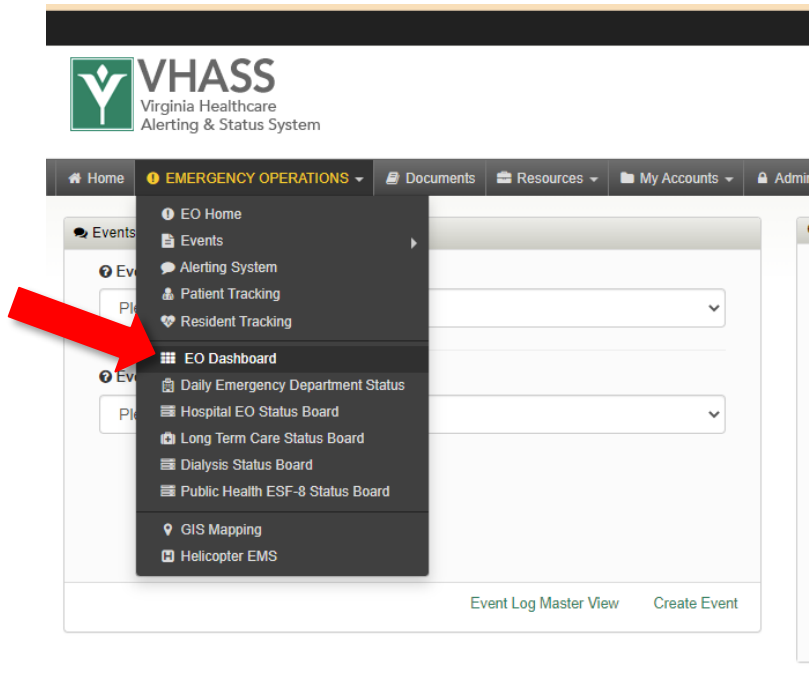 VHASS
Virginia Healthcare
Alerting & Status System
Home EMERGENCY OPERATIONS Documents Resources My Accounts
Events
EO Home
Events
Alerting System
Patient Tracking
Resident Tracking
EO Dashboard
Daily Emergency Department Status
Hospital EO Status Board
Long Term Care Status Board
Dialysis Status Board
Public Health ESF-8 Status Board
GIS Mapping
Helicopter EMS
Event Log Master View Create Event